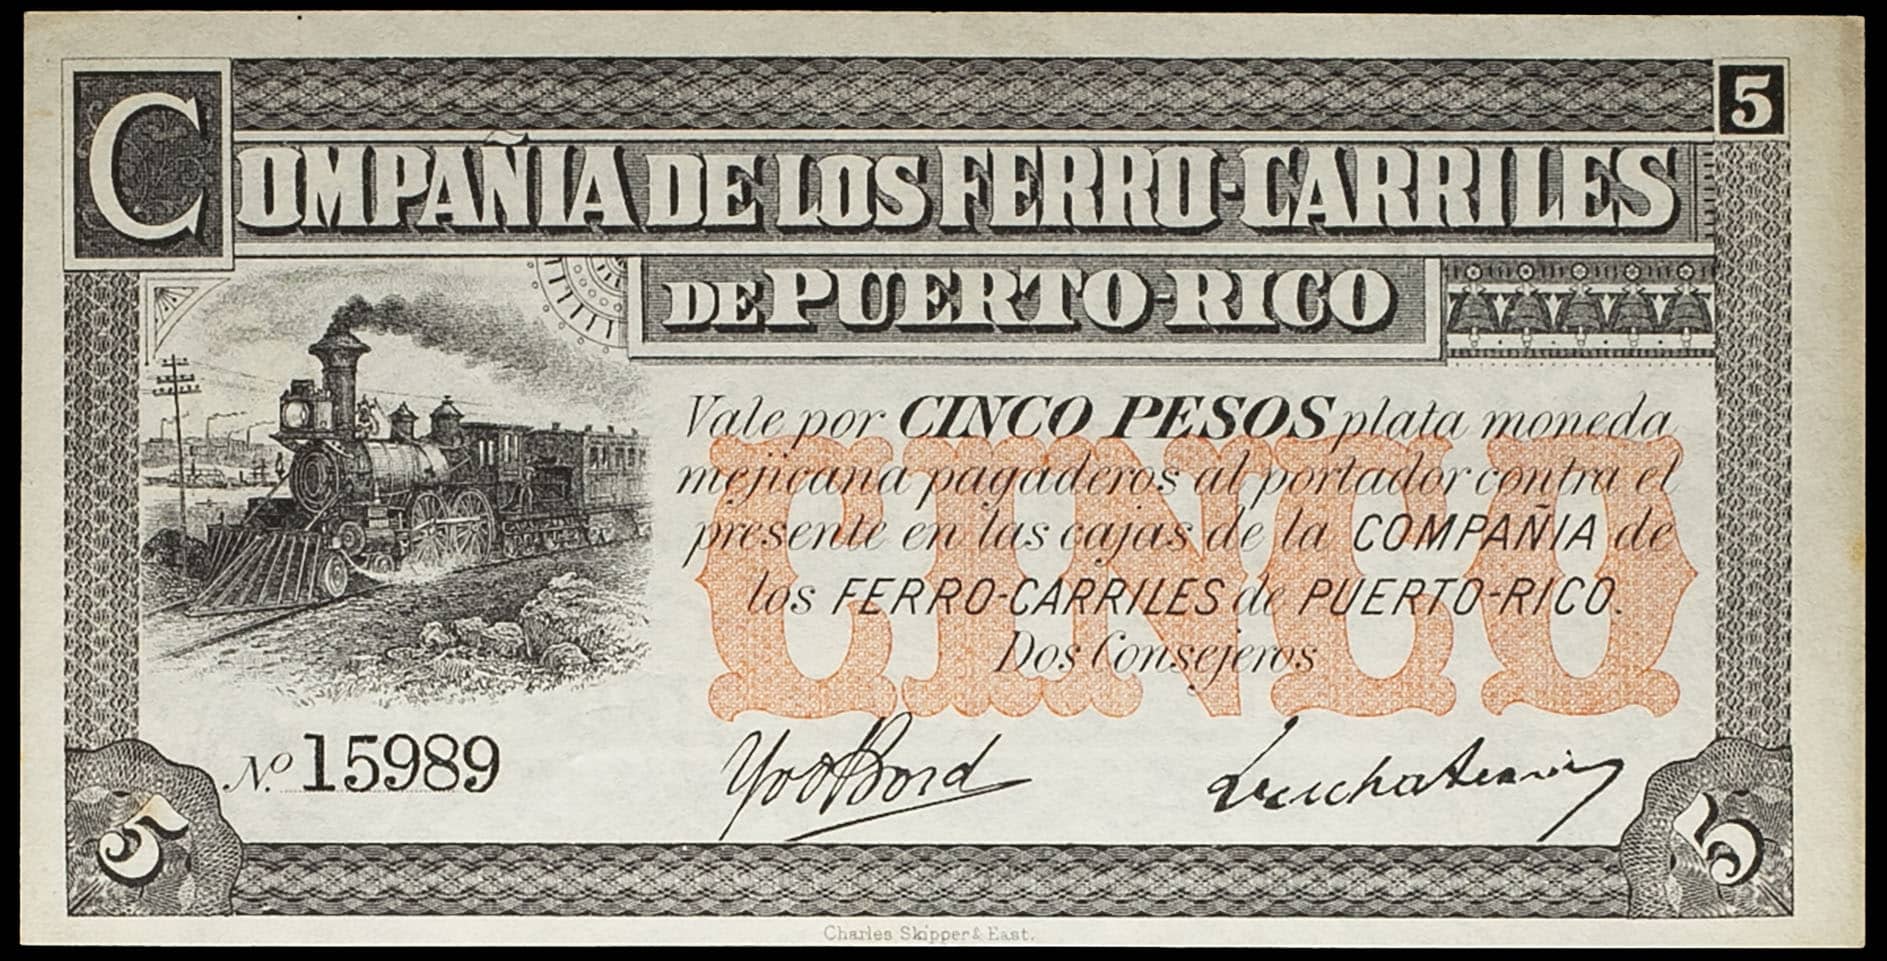 COMPAÑIA DE LOS FERRO-CARRILES
5
DE PUERTO-RICO
Vale por CINCO PESOS plata moneda
mejicana pagaderos al portador contra el
presente en las cajas de la COMPAÑIA de
los FERRO-CARRILES de PUERTO-RICO.
CINCO
Dos Consejeros
No. 15989
5
5
Charles Skipper & East.